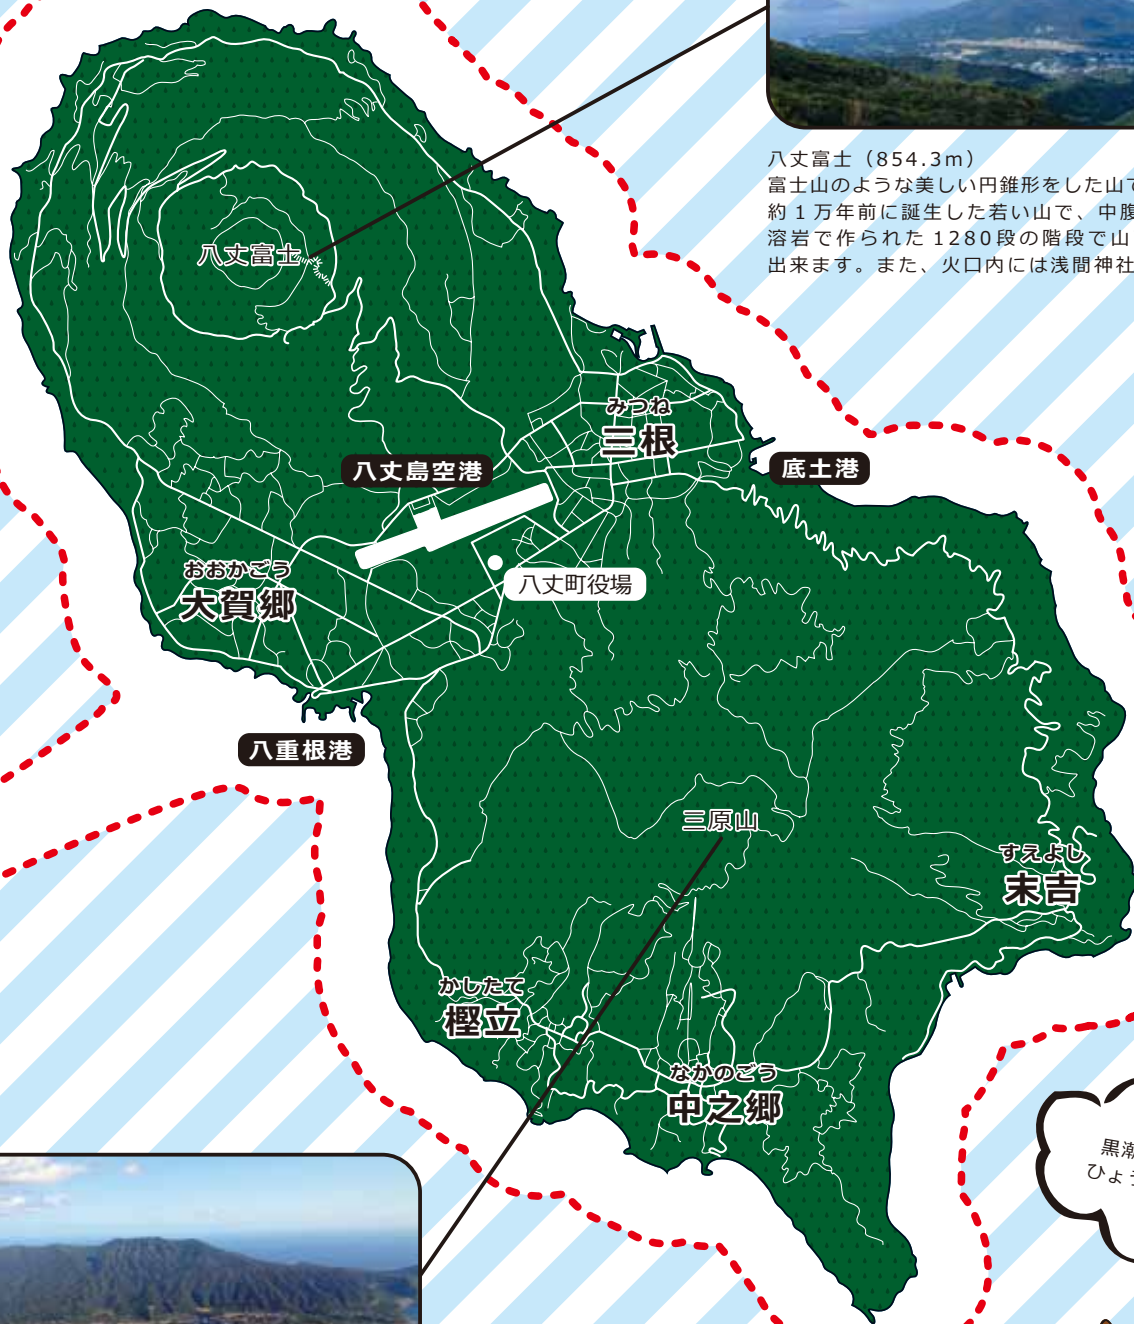 八丈富士（854.3m）
富士山のような美しい円錐形をした山で
約1万年前に誕生した若い山で、中腹
溶岩で作られた1280段の階段で山
出来ます。また、火口内には浅間神社
八丈富士
みつね
三根
八丈島空港
底土港
おおかごう
大賀郷
八丈町役場
八重根港
三原山
すえよし
末吉
かしたて
樫立
なかのごう
中之郷
黒潮
ひょう